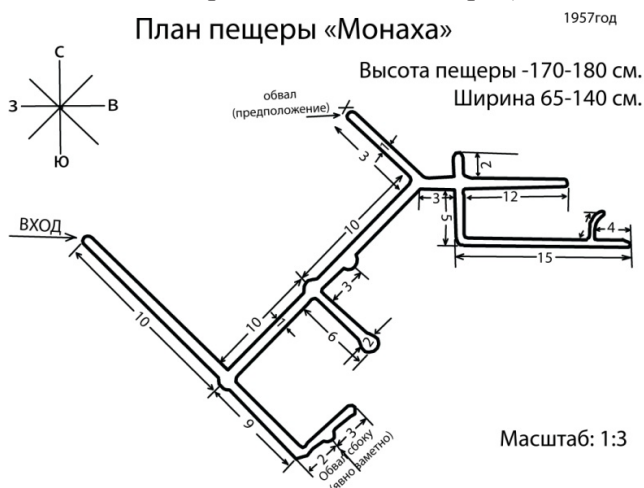 1957год
План пещеры «Монаха»
Высота пещеры -170-180 см.
Ширина 65-140 см.
С
З
В
Ю
обвал
(предположение)
1
3
2
3
12
5
4
15
10
ВХОД
10
3
10
1
6
2
9
2
3
Обвал сбоку
(явно заметно)
Масштаб: 1:3